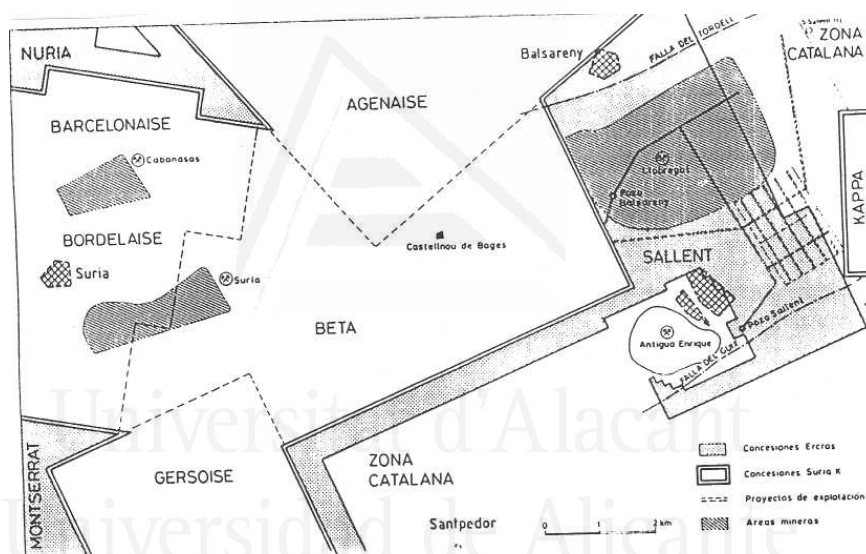 NURIA
BARCELONAISE
Cabanasas
BORDELAISE
Suria
Suria
AGENAISE
Castellnou de Bages
BETA
GERSOISE
MONTSERRAT
Balsareny
FALLA DEL TORDELL
ZONA
CATALANA
Llobregat
Pozo
Balsareny
SALLENT
KAPPA
Pozo Sallent
Antigua Enrique
FALLA DEL GUIX
ZONA
CATALANA
Santpedor
0 1 2 km
Concesiones Ercros
Concesiones Suria K
Proyectos de explotación
Areas mineras
Universitat d'Alacant
Universidad de Alicante